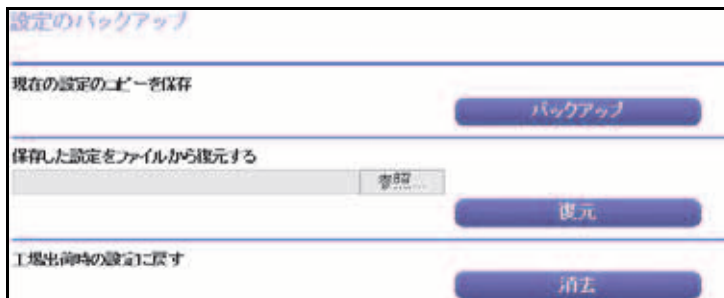 設定のバックアップ
現在の設定のコピーを保存
バックアップ
保存した設定をファイルから復元する
参照...
復元
工場出荷時の設定に戻す
消去